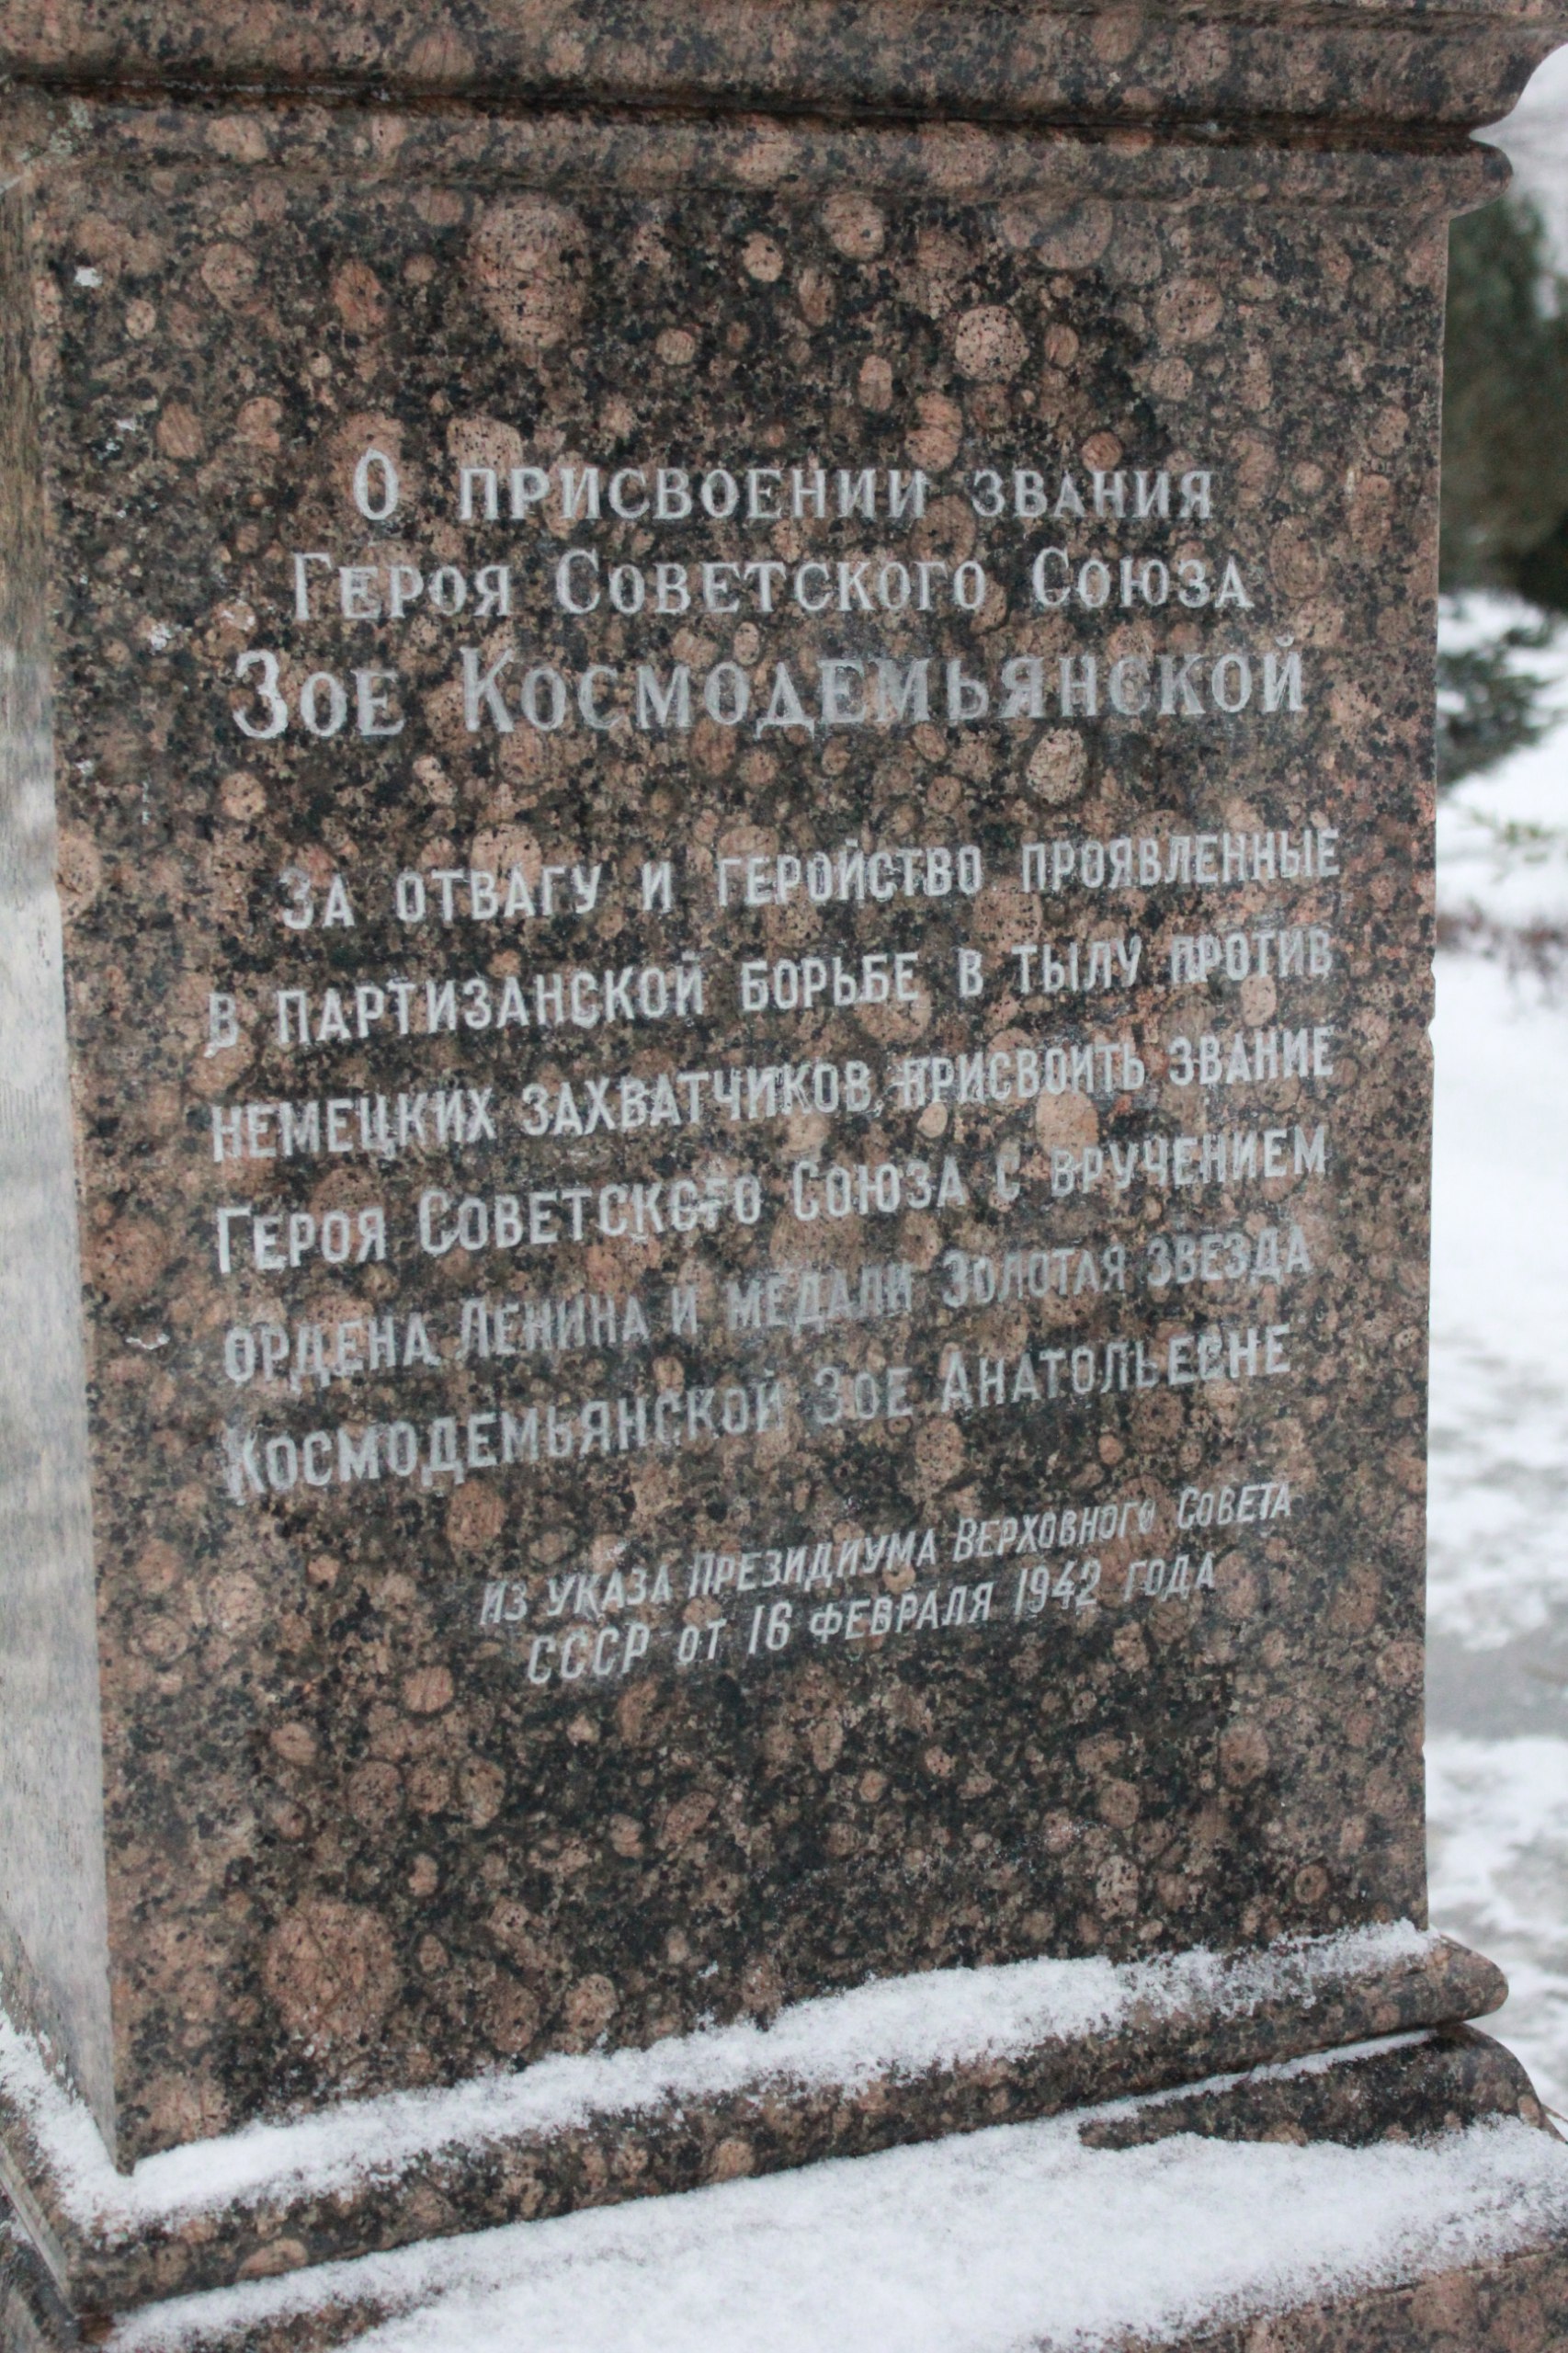 О ПРИСВОЕНИИ ЗВАНИЯ
ГЕРОЯ СОВЕТСКОГО СОЮЗА
ЗОЕ КОСМОДЕМЬЯНСКОЙ
ЗА ОТВАГУ И ГЕРОЙСТВО ПРОЯВЛЕННЫЕ
В ПАРТИЗАНСКОЙ БОРЬБЕ В ТЫЛУ ПРОТИВ
НЕМЕЦКИХ ЗАХВАТЧИКОВ, ПРИСВОИТЬ ЗВАНИЕ
ГЕРОЯ СОВЕТСКОГО СОЮЗА С ВРУЧЕНИЕМ
ОРДЕНА ЛЕНИНА И МЕДАЛИ ЗОЛОТАЯ ЗВЕЗДА
КОСМОДЕМЬЯНСКОЙ ЗОЕ АНАТОЛЬЕВНЕ
ИЗ УКАЗА ПРЕЗИДИУМА ВЕРХОВНОГО СОВЕТА
СССР ОТ 16 ФЕВРАЛЯ 1942 ГОДА